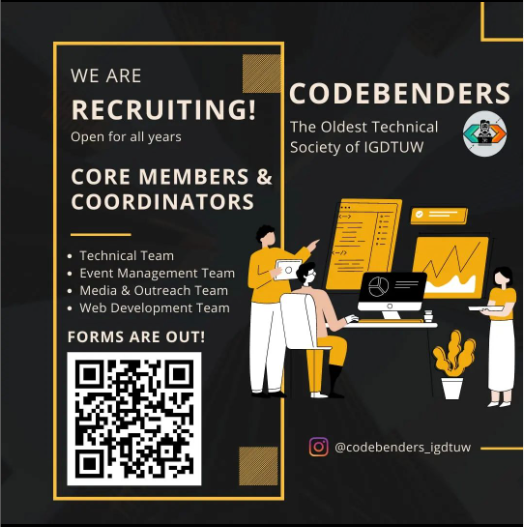 WE ARE
RECRUITING!
Open for all years
CORE MEMBERS &
COORDINATORS
• Technical Team
• Event Management Team
• Media & Outreach Team
• Web Development Team
FORMS ARE OUT!
CODEBENDERS
The Oldest Technical
Society of IGDTUW
@codebenders_igdtuw